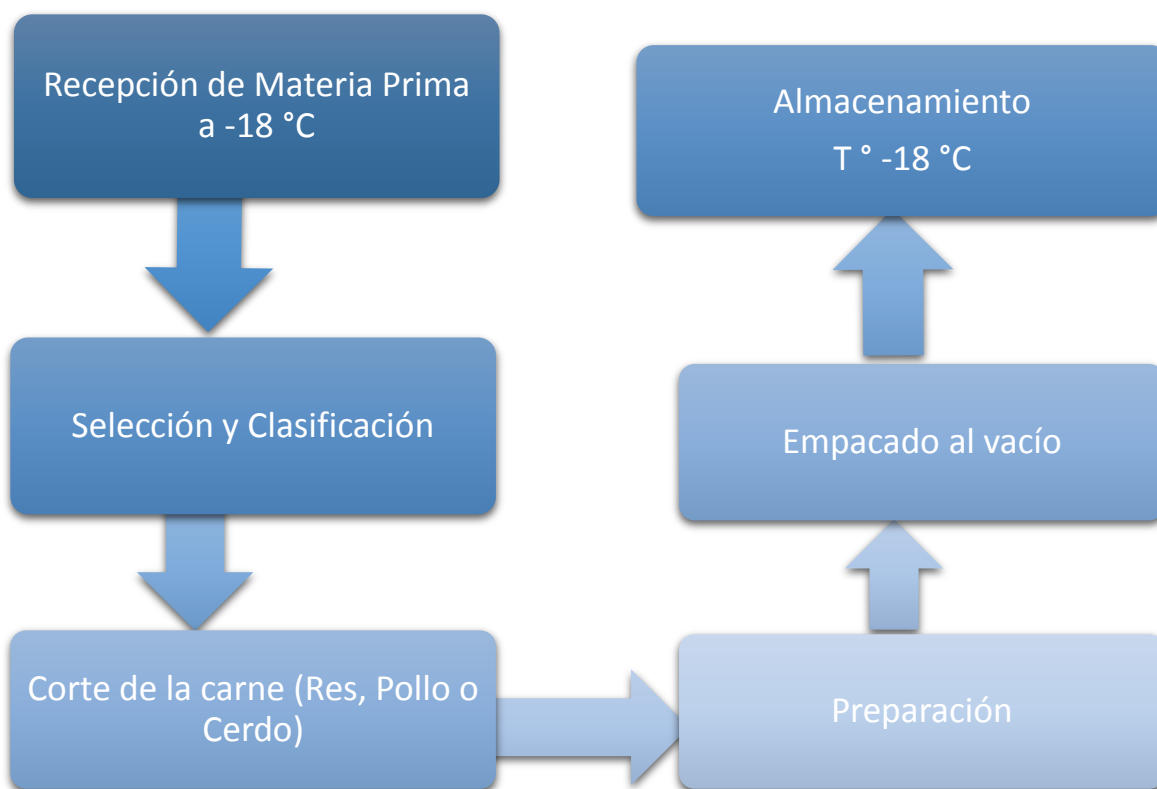 Recepción de Materia Prima
a -18 °C
Selección y Clasificación
Corte de la carne (Res, Pollo o
Cerdo)
Preparación
Empacado al vacío
Almacenamiento
T ° -18 °C